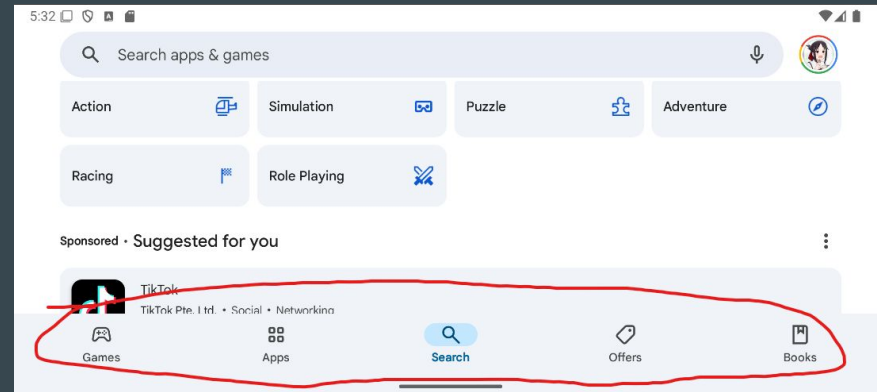 5:32
Search apps & games
Action Simulation Puzzle Adventure
Racing Role Playing
Sponsored • Suggested for you
TikTok
TikTok Pte. Ltd. • Social • Networking
Games Apps Search Offers Books